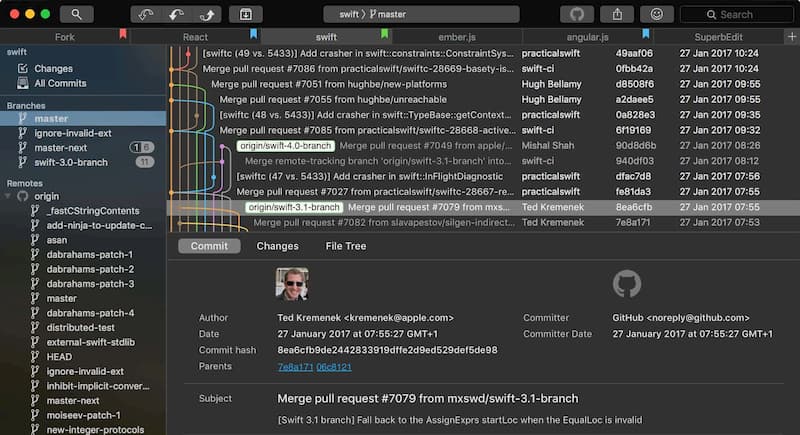 swift 〉 master
Search
Fork
React
swift
ember.js
angular.js
SuperbEdit
+
swift
Changes
All Commits
Branches
master
ignore-invalid-ext
master-next 1 6
swift-3.0-branch 11
Remotes
origin
_fastCStringContents
add-ninja-to-update-c...
asan
dabrahams-patch-1
dabrahams-patch-2
dabrahams-patch-3
master
dabrahams-patch-4
distributed-test
external-swift-stdlib
HEAD
ignore-invalid-ext
inhibit-implicit-conver...
master-next
moiseev-patch-1
new-integer-protocols
[swiftc (49 vs. 5433)] Add crasher in swift::constraints::ConstraintSys... practicalswift 49aaf06 27 Jan 2017 10:24
Merge pull request #7086 from practicalswift/swiftc-28669-basety-is... swift-ci 0fbb42a 27 Jan 2017 10:24
Merge pull request #7051 from hughbe/new-platforms Hugh Bellamy d8508f6 27 Jan 2017 09:55
Merge pull request #7055 from hughbe/unreachable Hugh Bellamy a2daee5 27 Jan 2017 09:55
[swiftc (48 vs. 5433)] Add crasher in swift::TypeBase::getContext... practicalswift 0a828e3 27 Jan 2017 09:35
Merge pull request #7085 from practicalswift/swiftc-28668-active... swift-ci 6f19169 27 Jan 2017 09:32
origin/swift-4.0-branch Merge pull request #7049 from apple/... Mishal Shah 90d8d6b 27 Jan 2017 08:26
Merge remote-tracking branch 'origin/swift-3.1-branch' into... swift-ci 940df03 27 Jan 2017 08:12
[swiftc (47 vs. 5433)] Add crasher in swift::InFlightDiagnostic practicalswift dfac7d8 27 Jan 2017 07:56
Merge pull request #7027 from practicalswift/swiftc-28667-re... practicalswift fe81da3 27 Jan 2017 07:55
origin/swift-3.1-branch Merge pull request #7079 from mxs... Ted Kremenek 8ea6cfb 27 Jan 2017 07:55
Merge pull request #7082 from slavapestov/silgen-indirect... Ted Kremenek 7e8a171 27 Jan 2017 07:53
Commit
Changes
File Tree
Author Ted Kremenek <kremenek@apple.com>
Committer GitHub <noreply@github.com>
Date 27 January 2017 at 07:55:27 GMT+1
Committer Date 27 January 2017 at 07:55:27 GMT+1
Commit hash 8ea6cfb9de2442833919dffe2d9ed529def5de98
Parents 7e8a171 06c8121
Subject Merge pull request #7079 from mxswd/swift-3.1-branch
[Swift 3.1 branch] Fall back to the AssignExprs startLoc when the EqualLoc is invalid